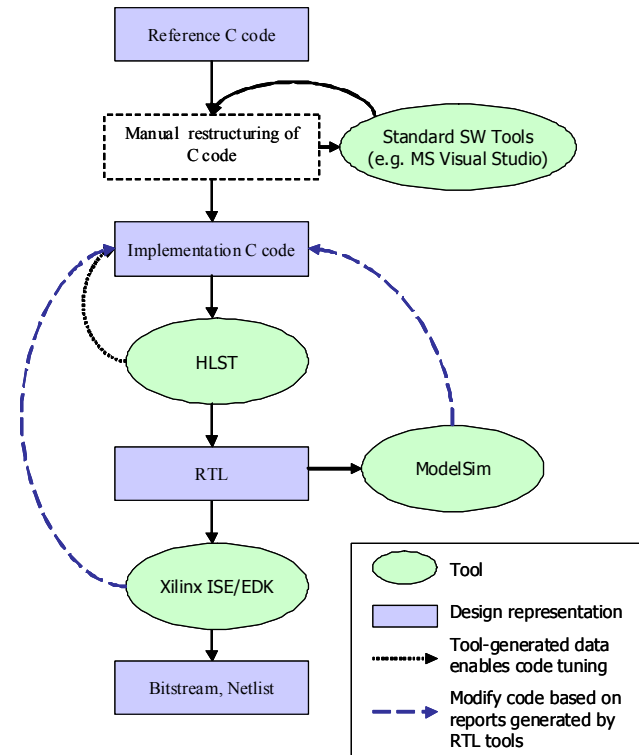 Reference C code
Manual restructuring of
C code
Standard SW Tools
(e.g. MS Visual Studio)
Implementation C code
HLST
RTL
ModelSim
Xilinx ISE/EDK
Bitstream, Netlist
Tool
Design representation
Tool-generated data
enables code tuning
Modify code based on
reports generated by
RTL tools